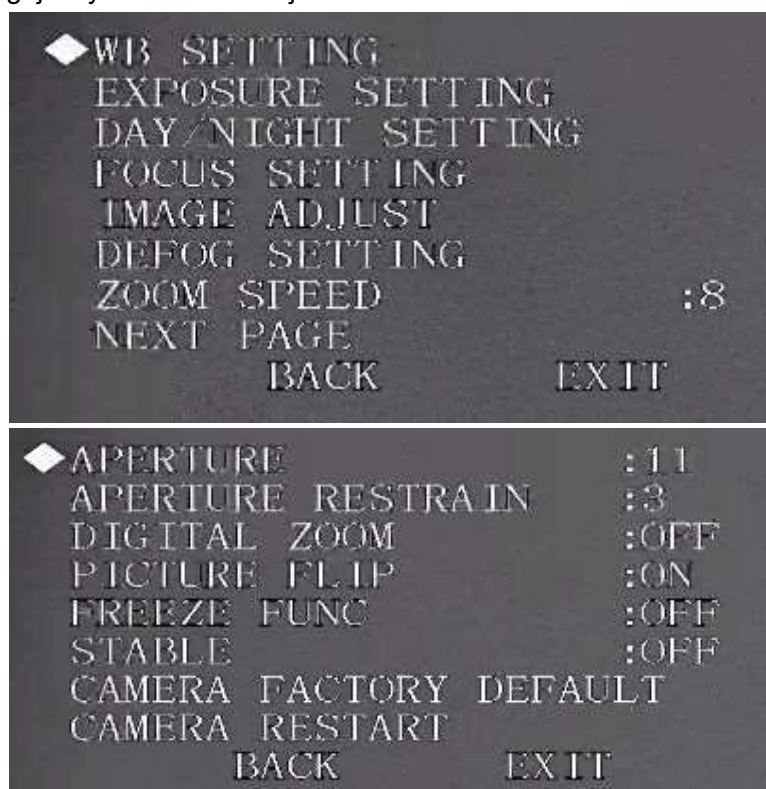 WB SETTING
EXPOSURE SETTING
DAY/NIGHT SETTING
FOCUS SETTING
IMAGE ADJUST
DEFOG SETTING
ZOOM SPEED :8
NEXT PAGE
BACK EXIT
APERTURE :11
APERTURE RESTRAIN :3
DIGITAL ZOOM :OFF
PICTURE FLIP :ON
FREEZE FUNC :OFF
STABLE :OFF
CAMERA FACTORY DEFAULT
CAMERA RESTART
BACK EXIT